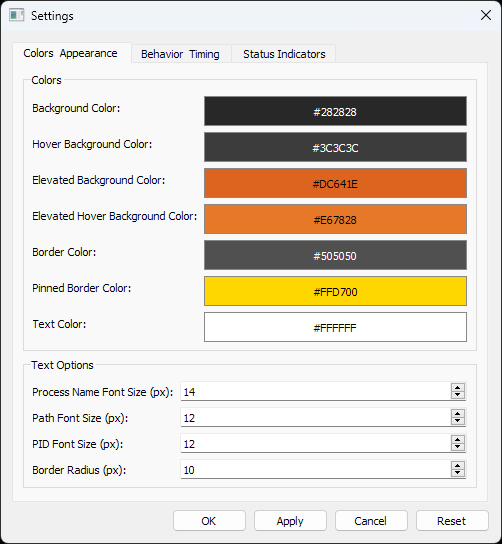 Settings
Colors  Appearance   Behavior  Timing   Status Indicators
Colors
Background Color: #282828
Hover Background Color: #3C3C3C
Elevated Background Color: #DC641E
Elevated Hover Background Color: #E67828
Border Color: #505050
Pinned Border Color: #FFD700
Text Color: #FFFFFF
Text Options
Process Name Font Size (px): 14
Path Font Size (px): 12
PID Font Size (px): 12
Border Radius (px): 10
OK   Apply   Cancel   Reset